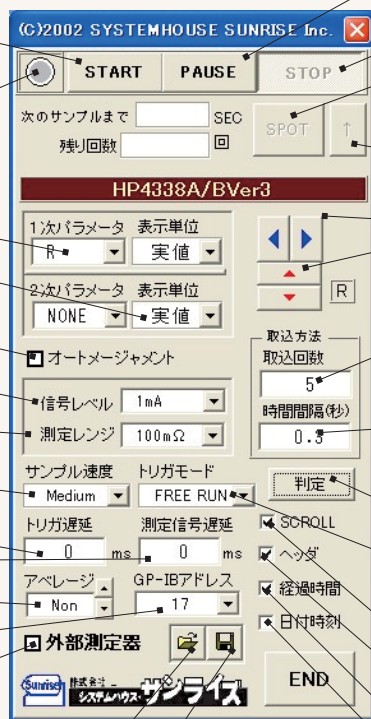 (C)2002 SYSTEMHOUSE SUNRISE Inc.
START PAUSE STOP
次のサンプルまで SEC
残り回数 回
SPOT ↑
HP4338A/BVer3
1次パラメータ 表示単位
R 実値
2次パラメータ 表示単位
NONE 実値
R
オートメージャメント
取込方法
取込回数
5
時間間隔(秒)
0.3
信号レベル 1mA
測定レンジ 100mΩ
サンプル速度 トリガモード
Medium FREE RUN
判定
トリガ遅延 測定信号遅延
0 ms 0 ms
SCROLL
ヘッダ
経過時間
日付時刻
アベレージ GP-IBアドレス
Non 17
外部測定器
Sunrise 株式会社
システムハウス・サンライズ
END